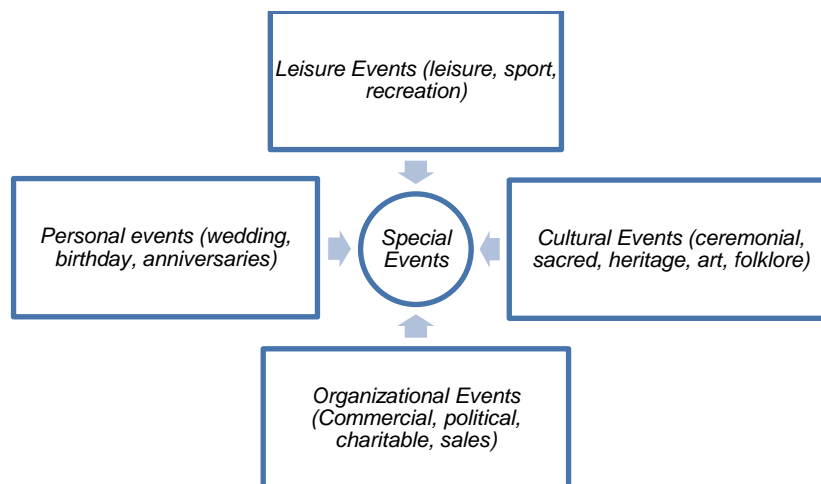 Leisure Events (leisure, sport,
recreation)
Personal events (wedding,
birthday, anniversaries)
Special
Events
Cultural Events (ceremonial,
sacred, heritage, art, folklore)
Organizational Events
(Commercial, political,
charitable, sales)